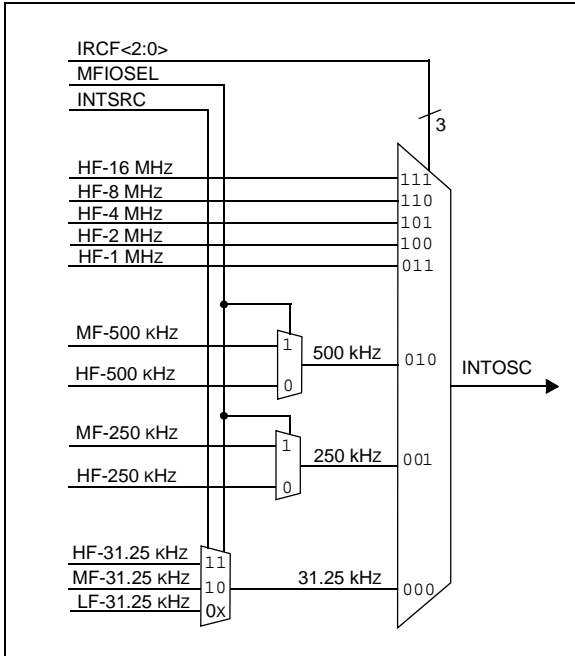 IRCF<2:0>
MFIOSEL
INTSRC
3
HF-16 MHZ
111
HF-8 MHZ
110
HF-4 MHZ
101
HF-2 MHZ
100
HF-1 MHZ
011
MF-500 KHZ
1
500 kHz
010
HF-500 KHZ
0
INTOSC
MF-250 KHZ
1
250 kHz
001
HF-250 KHZ
0
HF-31.25 KHZ
11
MF-31.25 KHZ
10
31.25 kHz
000
LF-31.25 KHZ
0X